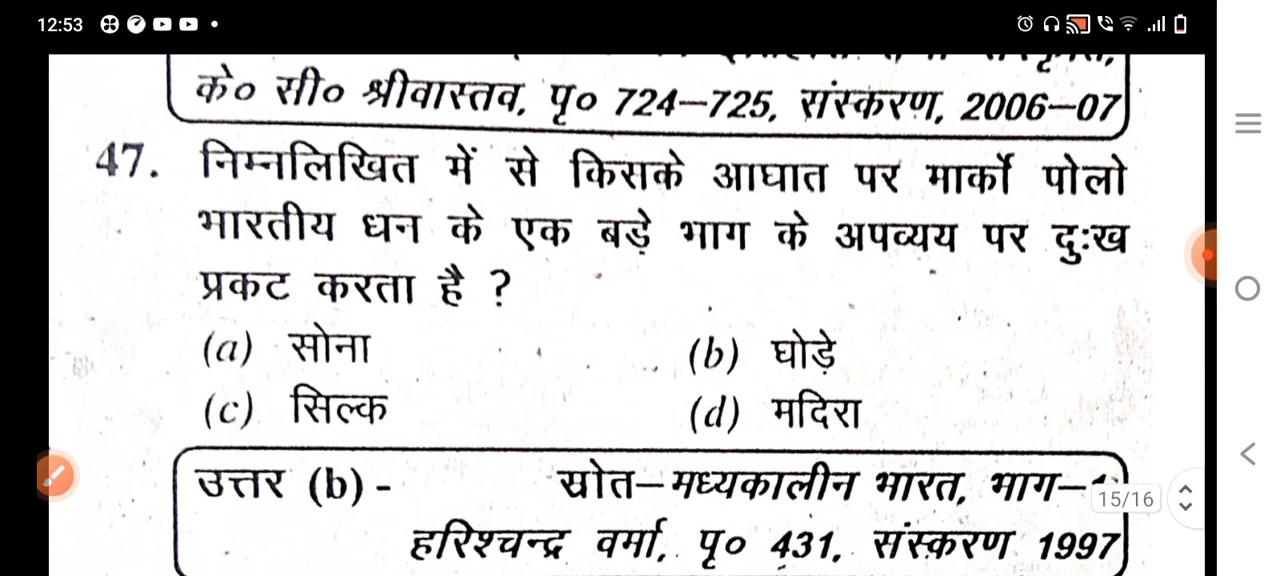 12:53
के० सी० श्रीवास्तव, पृ० 724–725, संस्करण, 2006–07
47. निम्नलिखित में से किसके आघात पर मार्को पोलो
भारतीय धन के एक बड़े भाग के अपव्यय पर दुःख
प्रकट करता है ?
(a) सोना (b) घोड़े
(c) सिल्क (d) मदिरा
उत्तर (b) - स्रोत–मध्यकालीन भारत, भाग–
15/16
हरिश्चन्द्र वर्मा, पृ० 431, संस्करण 1997